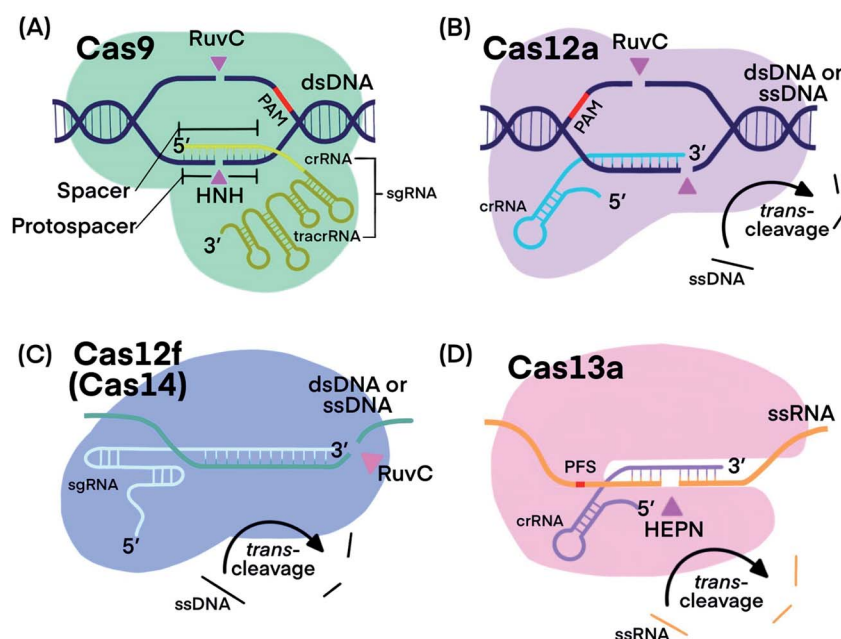 (A)
Cas9
RuvC
dsDNA
PAM
5′
crRNA
Spacer
HNH
sgRNA
Protospacer
tracrRNA
3′
(B)
Cas12a
RuvC
dsDNA or
ssDNA
PAM
3′
crRNA
5′
trans-
cleavage
ssDNA
(C)
Cas12f
(Cas14)
dsDNA or
ssDNA
3′
RuvC
sgRNA
5′
trans-
cleavage
ssDNA
(D)
Cas13a
ssRNA
PFS
3′
5′
crRNA
HEPN
trans-
cleavage
ssRNA